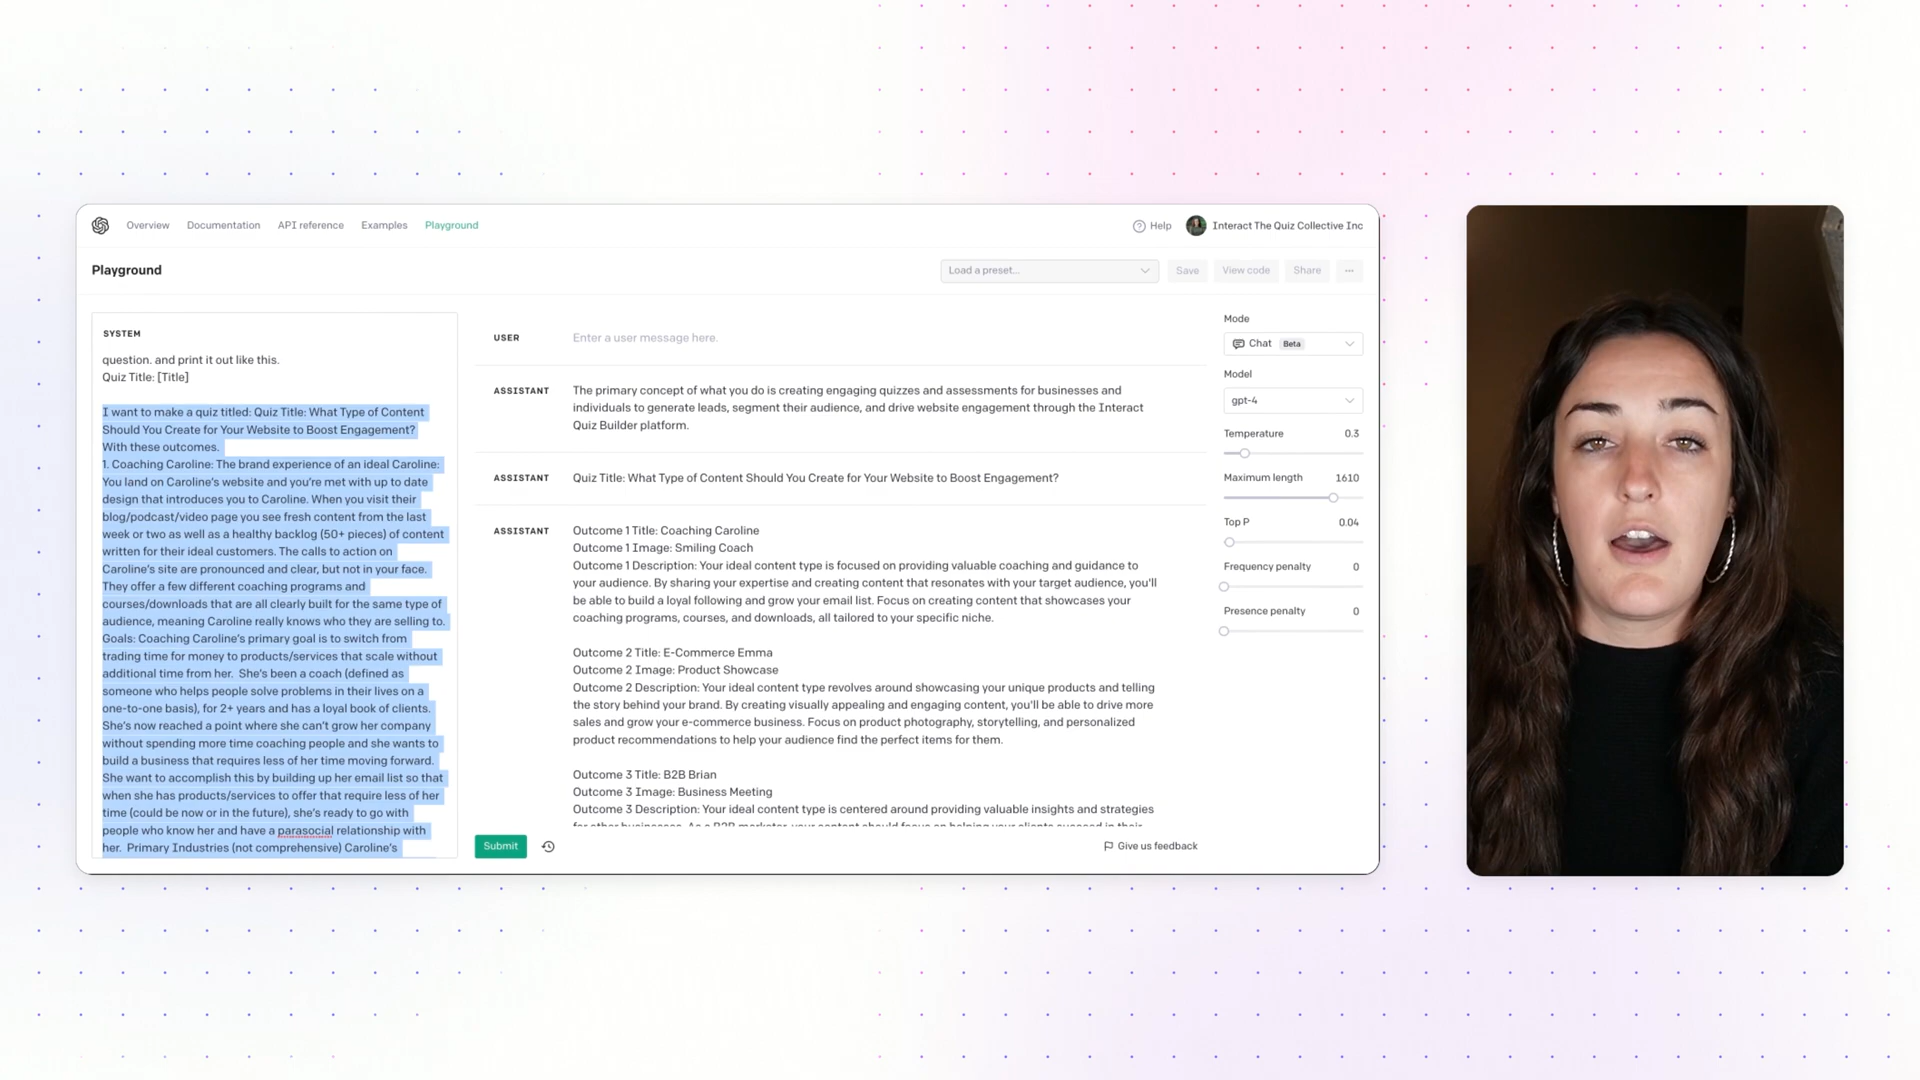 Overview Documentation API reference Examples Playground
Help Interact The Quiz Collective Inc
Playground
Load a preset...
Save View code Share ...
SYSTEM
question. and print it out like this.
Quiz Title: [Title]
I want to make a quiz titled: Quiz Title: What Type of Content
Should You Create for Your Website to Boost Engagement?
With these outcomes.
1. Coaching Caroline: The brand experience of an ideal Caroline:
You land on Caroline's website and you're met with up to date
design that introduces you to Caroline. When you visit their
blog/podcast/video page you see fresh content from the last
week or two as well as a healthy backlog (50+ pieces) of content
written for their ideal customers. The calls to action on
Caroline's site are pronounced and clear, but not in your face.
They offer a few different coaching programs and
courses/downloads that are all clearly built for the same type of
audience, meaning Caroline really knows who they are selling to.
Goals: Coaching Caroline's primary goal is to switch from
trading time for money to products/services that scale without
additional time from her. She's been a coach (defined as
someone who helps people solve problems in their lives on a
one-to-one basis), for 2+ years and has a loyal book of clients.
She's now reached a point where she can't grow her company
without spending more time coaching people and she wants to
build a business that requires less of her time moving forward.
She want to accomplish this by building up her email list so that
when she has products/services to offer that require less of her
time (could be now or in the future), she's ready to go with
people who know her and have a parasocial relationship with
her. Primary Industries (not comprehensive) Caroline's
USER
Enter a user message here.
ASSISTANT
The primary concept of what you do is creating engaging quizzes and assessments for businesses and
individuals to generate leads, segment their audience, and drive website engagement through the Interact
Quiz Builder platform.
ASSISTANT
Quiz Title: What Type of Content Should You Create for Your Website to Boost Engagement?
ASSISTANT
Outcome 1 Title: Coaching Caroline
Outcome 1 Image: Smiling Coach
Outcome 1 Description: Your ideal content type is focused on providing valuable coaching and guidance to
your audience. By sharing your expertise and creating content that resonates with your target audience, you'll
be able to build a loyal following and grow your email list. Focus on creating content that showcases your
coaching programs, courses, and downloads, all tailored to your specific niche.
Outcome 2 Title: E-Commerce Emma
Outcome 2 Image: Product Showcase
Outcome 2 Description: Your ideal content type revolves around showcasing your unique products and telling
the story behind your brand. By creating visually appealing and engaging content, you'll be able to drive more
sales and grow your e-commerce business. Focus on product photography, storytelling, and personalized
product recommendations to help your audience find the perfect items for them.
Outcome 3 Title: B2B Brian
Outcome 3 Image: Business Meeting
Outcome 3 Description: Your ideal content type is centered around providing valuable insights and strategies
for other businesses. As a B2B marketer, your content should focus on helping your clients succeed in their
Submit
Give us feedback
Mode
Chat Beta
Model
gpt-4
Temperature 0.3
Maximum length 1610
Top P 0.04
Frequency penalty 0
Presence penalty 0